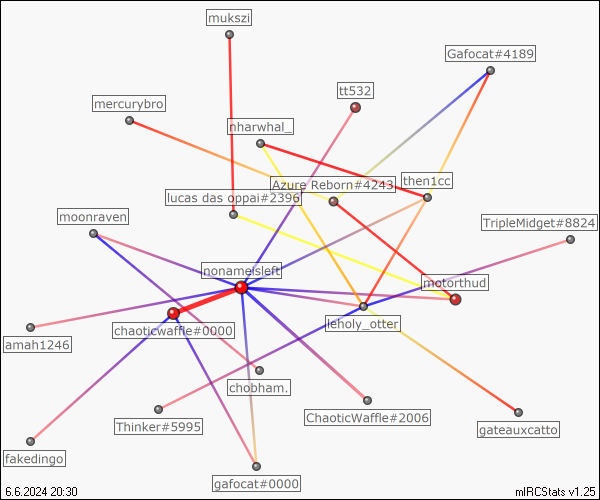 mukszi
Gafocat#4189
tt532
mercurybro
nharwhal_
then1cc
Azure Reborn#4243
lucas das oppai#2396
moonraven
TripleMidget#8824
nonameisleft
motorthud
leholy_otter
chaoticwaffle#0000
amah1246
chobham.
ChaoticWaffle#2006
Thinker#5995
gateauxcatto
fakedingo
gafocat#0000
6.6.2024 20:30
mIRCStats v1.25